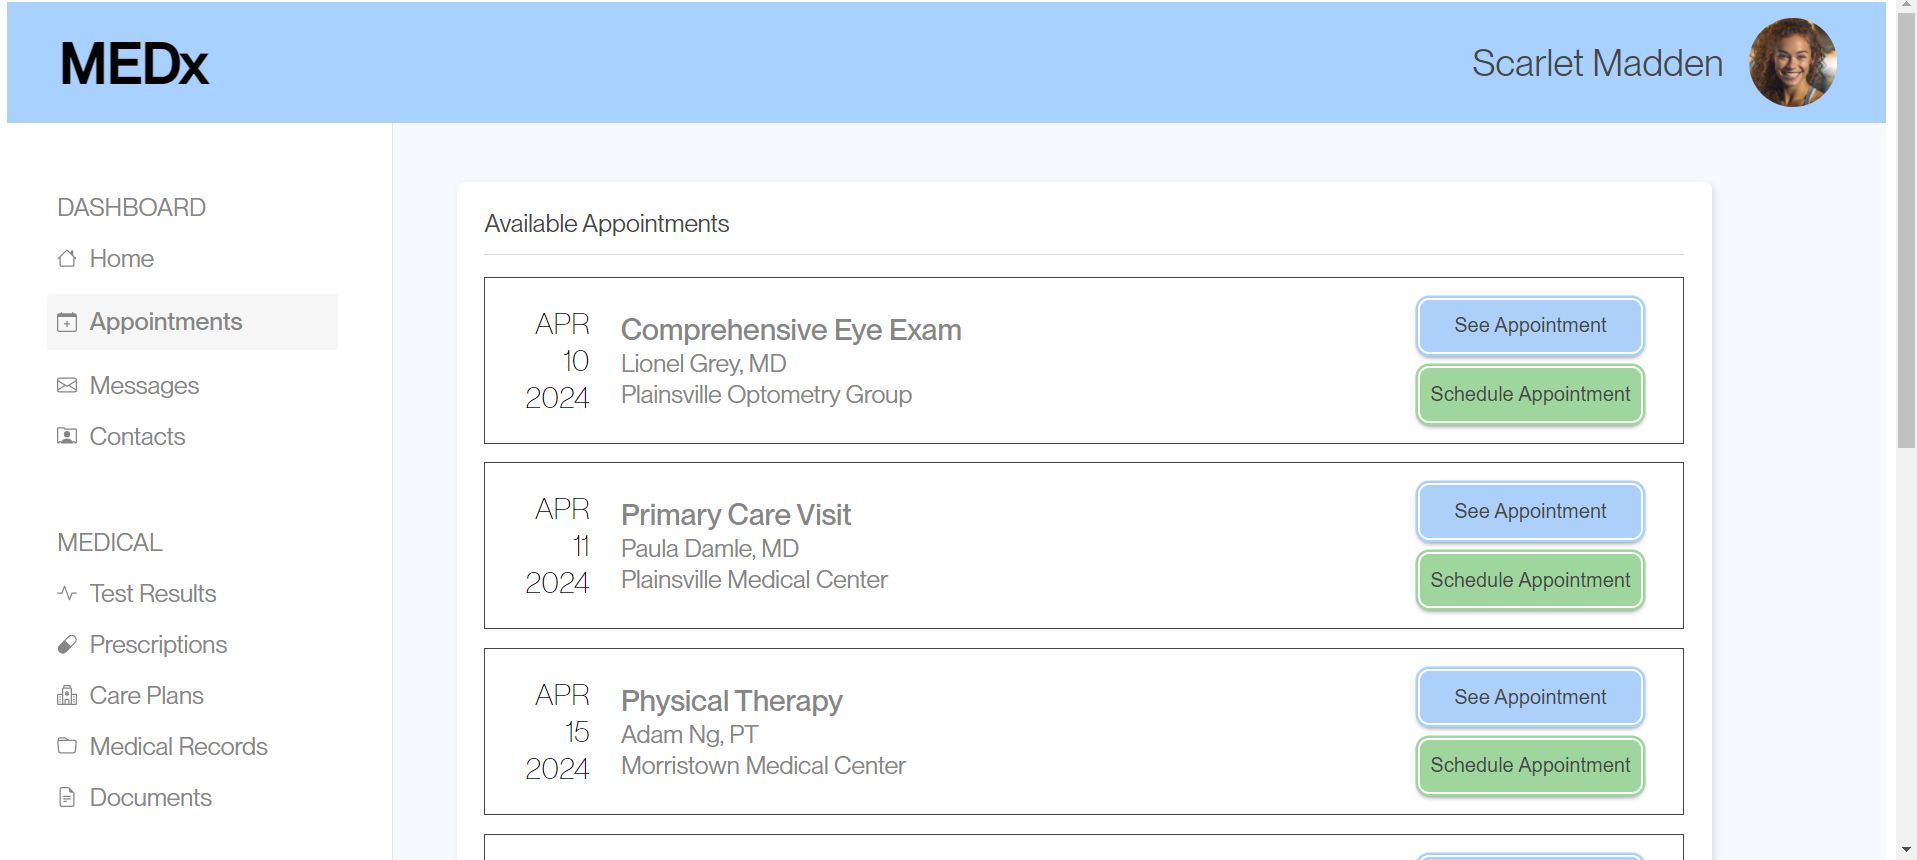 MEDx
Scarlet Madden
DASHBOARD
Home
Appointments
Messages
Contacts
MEDICAL
Test Results
Prescriptions
Care Plans
Medical Records
Documents
Available Appointments
APR
10
2024
Comprehensive Eye Exam
Lionel Grey, MD
Plainsville Optometry Group
See Appointment
Schedule Appointment
APR
11
2024
Primary Care Visit
Paula Damle, MD
Plainsville Medical Center
See Appointment
Schedule Appointment
APR
15
2024
Physical Therapy
Adam Ng, PT
Morristown Medical Center
See Appointment
Schedule Appointment